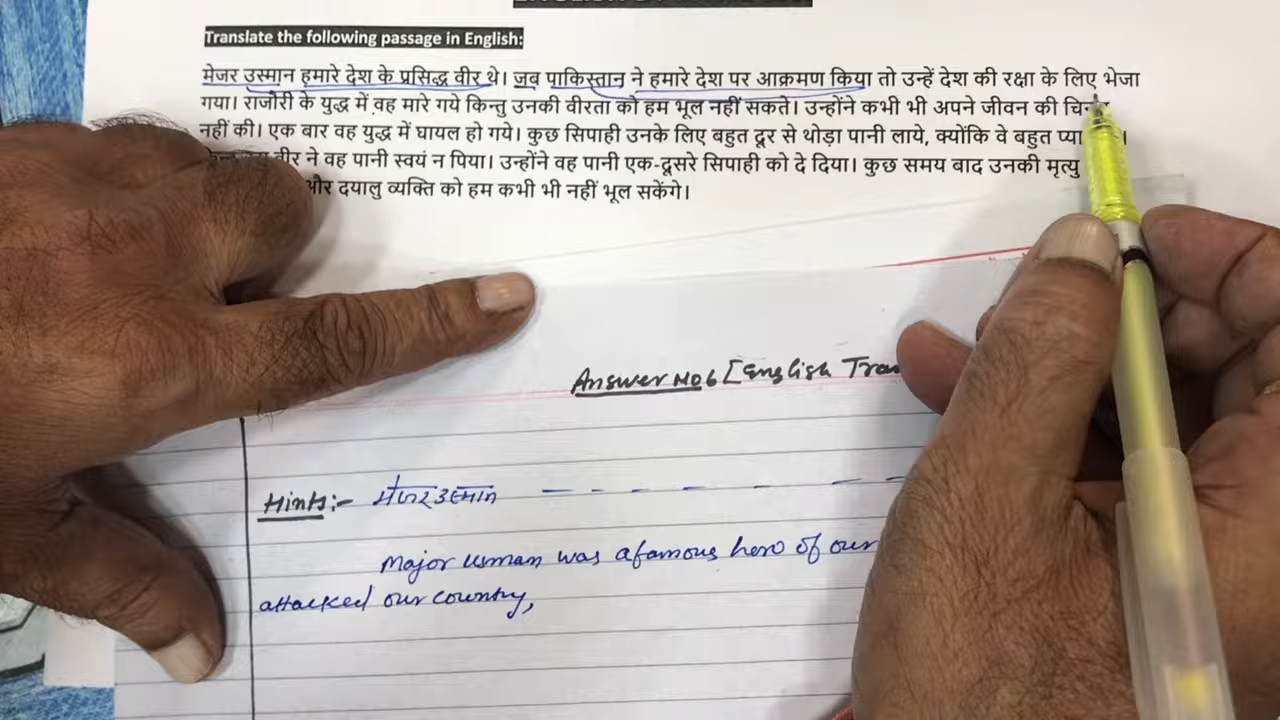 Translate the following passage in English:
मेजर उस्मान हमारे देश के प्रसिद्ध वीर थे। जब पाकिस्तान ने हमारे देश पर आक्रमण किया तो उन्हें देश की रक्षा के लिए भेजा
गया। राजौरी के युद्ध में वह मारे गये किन्तु उनकी वीरता को हम भूल नहीं सकते। उन्होंने कभी भी अपने जीवन की
नहीं की। एक बार वह युद्ध में घायल हो गये। कुछ सिपाही उनके लिए बहुत दूर से थोड़ा पानी लाये, क्योंकि वे बहुत
वीर ने वह पानी स्वयं न पिया। उन्होंने वह पानी एक-दूसरे सिपाही को दे दिया। कुछ समय बाद उनकी मृत्यु
और दयालु व्यक्ति को हम कभी भी नहीं भूल सकेंगे।
Answer No 6 [English
Hints:- मेजर उस्मान — — — — — — —
Major usman was a famous hero of our
attacked our country,